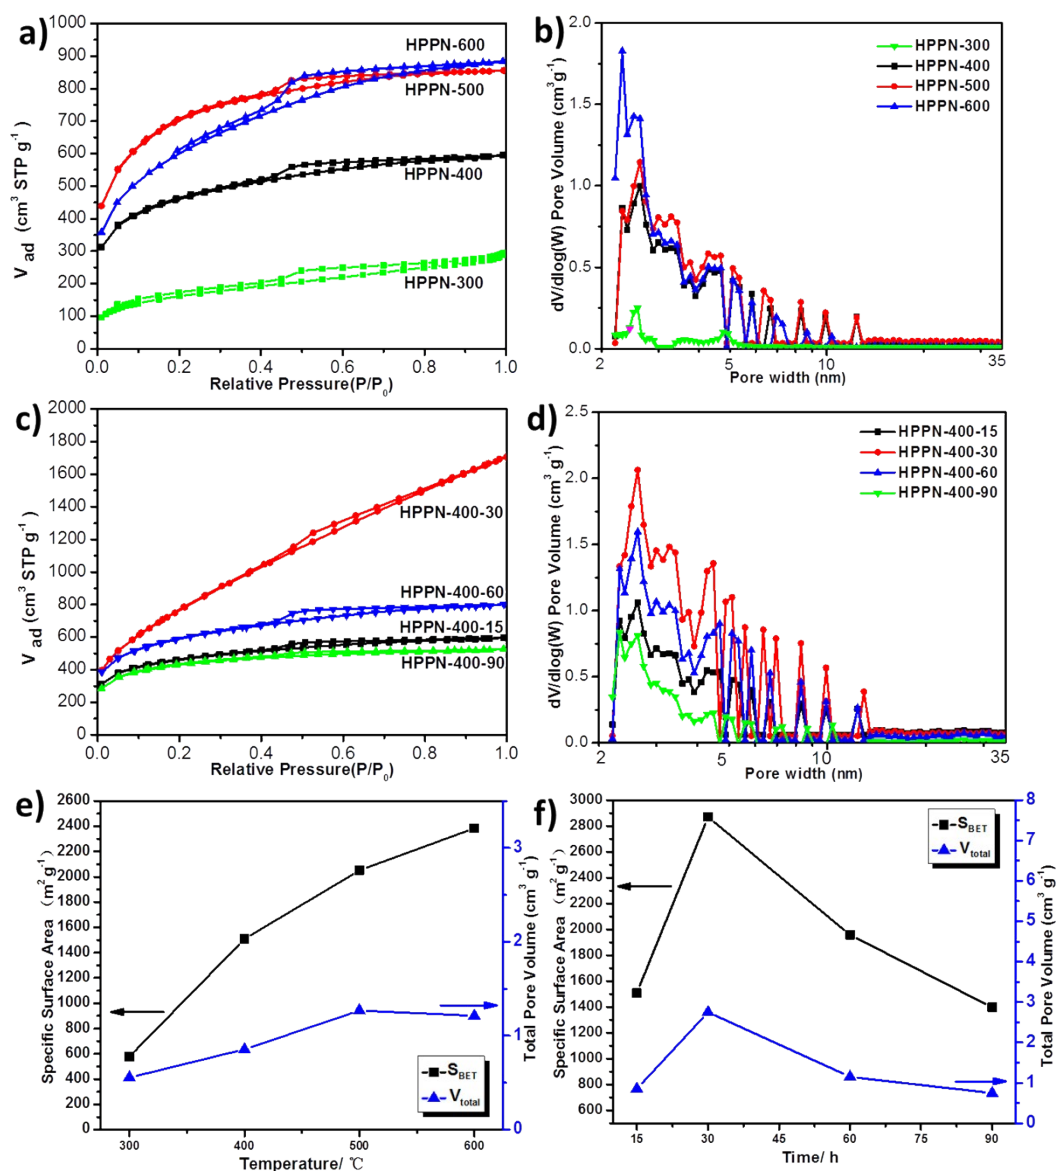 a)
V ad (cm³ STP g⁻¹)
1000
900
800
700
600
500
400
300
200
100
0
HPPN-600
HPPN-500
HPPN-400
HPPN-300
0.0 0.2 0.4 0.6 0.8 1.0
Relative Pressure(P/P₀)
b)
dV/dlog(W) Pore Volume (cm³ g⁻¹)
2.0
1.5
1.0
0.5
0.0
HPPN-300
HPPN-400
HPPN-500
HPPN-600
2 5 10 35
Pore width (nm)
c)
V ad (cm³ STP g⁻¹)
2000
1800
1600
1400
1200
1000
800
600
400
200
0
HPPN-400-30
HPPN-400-60
HPPN-400-15
HPPN-400-90
0.0 0.2 0.4 0.6 0.8 1.0
Relative Pressure(P/P₀)
d)
dV/dlog(W) Pore Volume (cm³ g⁻¹)
2.5
2.0
1.5
1.0
0.5
0.0
HPPN-400-15
HPPN-400-30
HPPN-400-60
HPPN-400-90
2 5 10 35
Pore width (nm)
e)
Specific Surface Area (m² g⁻¹)
2600
2400
2200
2000
1800
1600
1400
1200
1000
800
600
400
200
0
S BET
V total
3
2
1
0
Total Pore Volume (cm³ g⁻¹)
300 400 500 600
Temperature/ ℃
f)
Specific Surface Area (m² g⁻¹)
3000
2800
2600
2400
2200
2000
1800
1600
1400
1200
1000
800
600
S BET
V total
8
7
6
5
4
3
2
1
0
Total Pore Volume (cm³ g⁻¹)
15 30 45 60 75 90
Time/ h